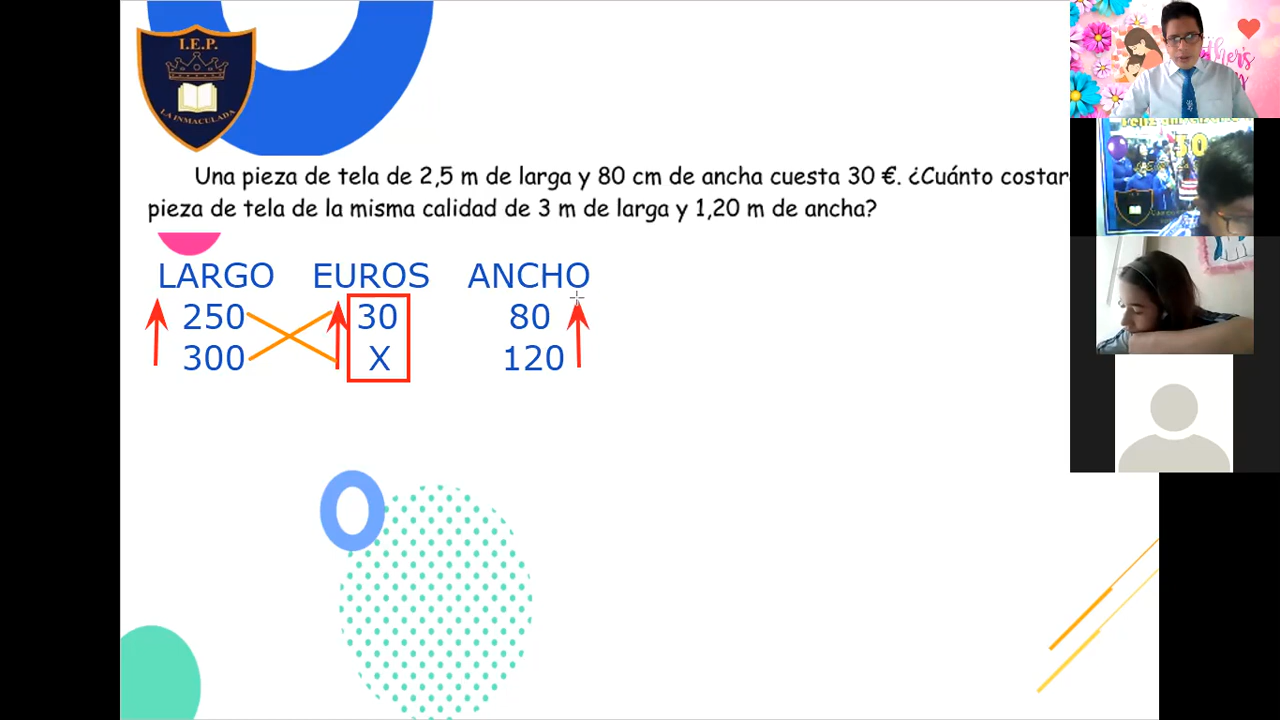 I.E.P.
LA INMACULADA
Una pieza de tela de 2,5 m de larga y 80 cm de ancha cuesta 30 €. ¿Cuánto costar
pieza de tela de la misma calidad de 3 m de larga y 1,20 m de ancha?
LARGO EUROS ANCHO
250 30 80
300 X 120
30